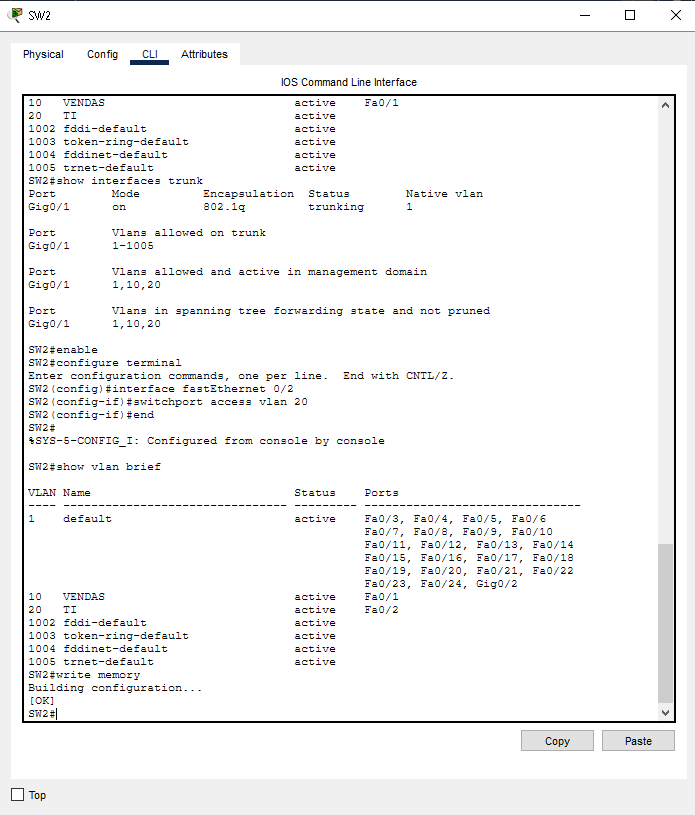 SW2
Physical Config CLI Attributes
IOS Command Line Interface
10   VENDAS                           active    Fa0/1
20   TI                               active
1002 fddi-default                     active
1003 token-ring-default               active
1004 fddinet-default                  active
1005 trnet-default                    active
SW2#show interfaces trunk
Port        Mode         Encapsulation  Status        Native vlan
Gig0/1      on           802.1q         trunking      1
Port        Vlans allowed on trunk
Gig0/1      1-1005
Port        Vlans allowed and active in management domain
Gig0/1      1,10,20
Port        Vlans in spanning tree forwarding state and not pruned
Gig0/1      1,10,20
SW2#enable
SW2#configure terminal
Enter configuration commands, one per line.  End with CNTL/Z.
SW2(config)#interface fastEthernet 0/2
SW2(config-if)#switchport access vlan 20
SW2(config-if)#end
SW2#
%SYS-5-CONFIG_I: Configured from console by console
SW2#show vlan brief
VLAN Name                             Status    Ports
---- -------------------------------- --------- -------------------------------
1    default                          active    Fa0/3, Fa0/4, Fa0/5, Fa0/6
                                                Fa0/7, Fa0/8, Fa0/9, Fa0/10
                                                Fa0/11, Fa0/12, Fa0/13, Fa0/14
                                                Fa0/15, Fa0/16, Fa0/17, Fa0/18
                                                Fa0/19, Fa0/20, Fa0/21, Fa0/22
                                                Fa0/23, Fa0/24, Gig0/2
10   VENDAS                           active    Fa0/1
20   TI                               active    Fa0/2
1002 fddi-default                     active
1003 token-ring-default               active
1004 fddinet-default                  active
1005 trnet-default                    active
SW2#write memory
Building configuration...
[OK]
SW2#
Copy Paste
Top